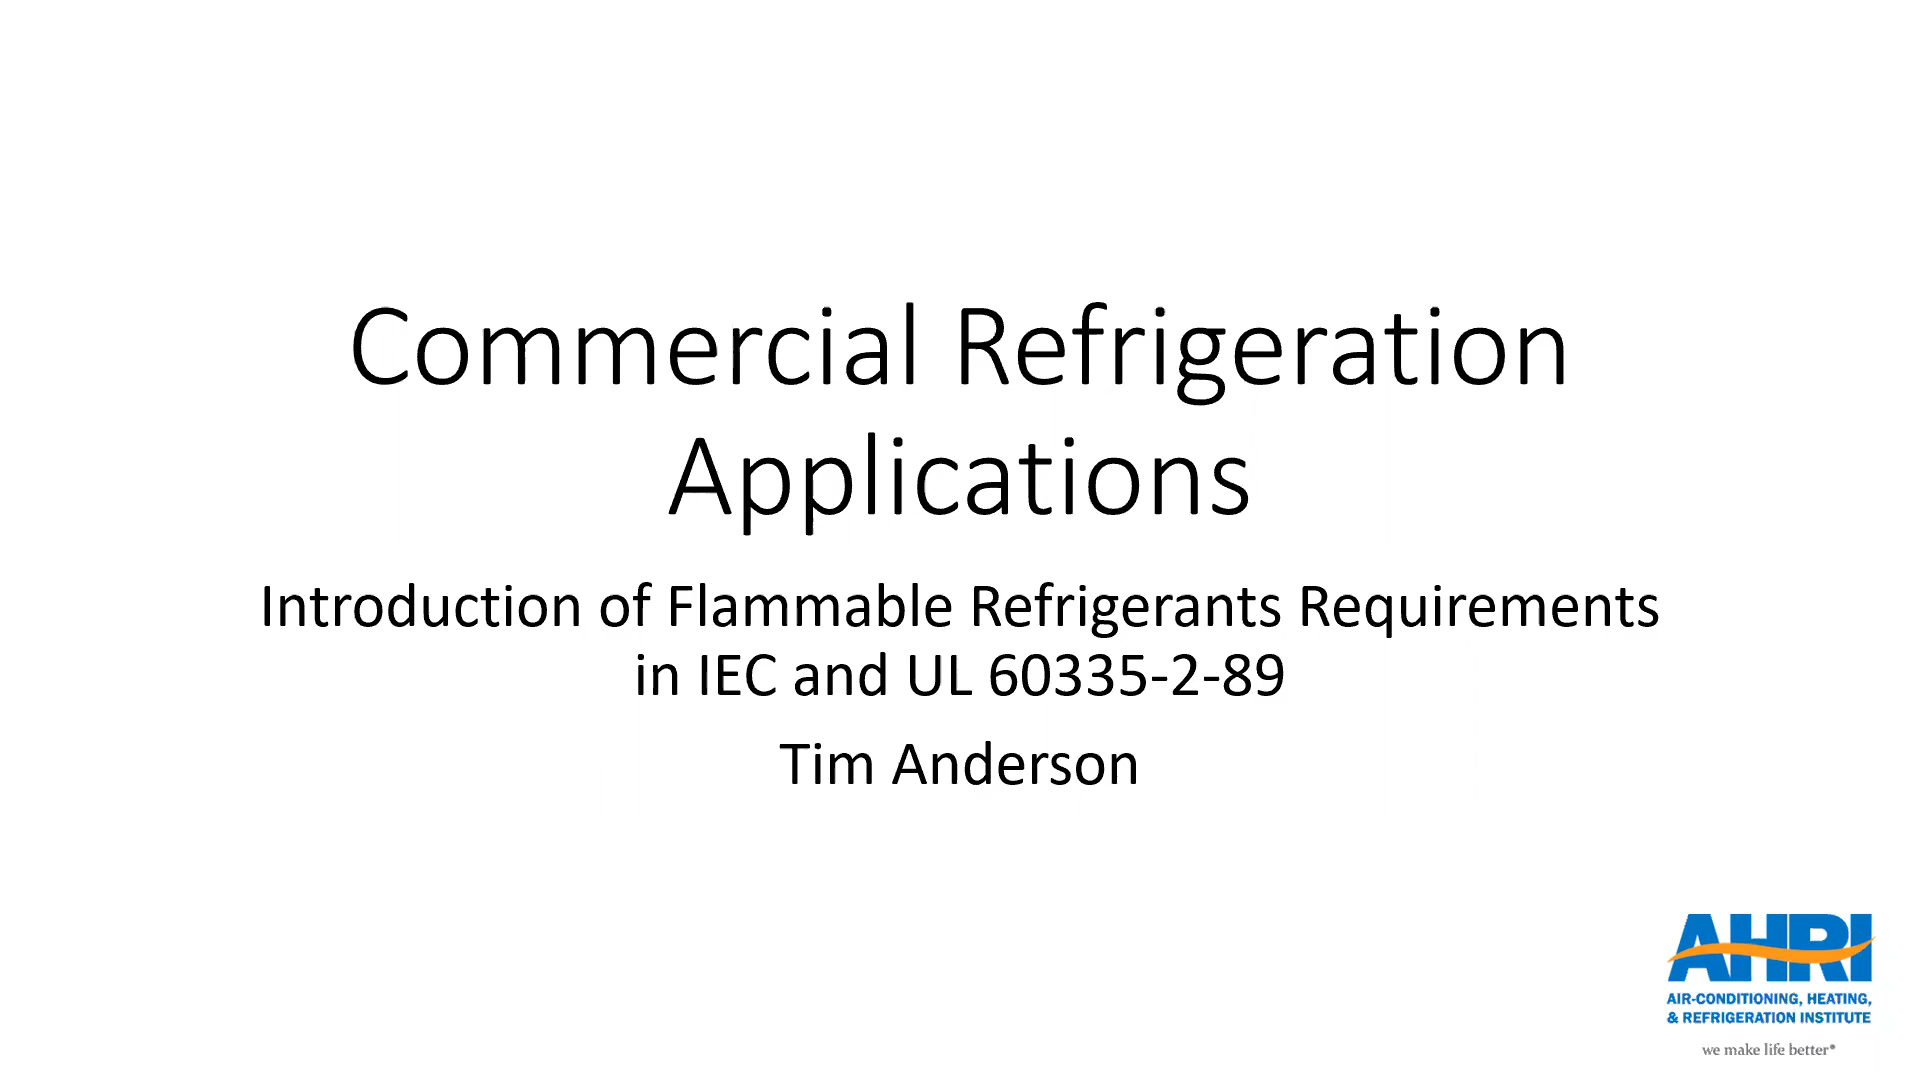 Commercial Refrigeration
Applications
Introduction of Flammable Refrigerants Requirements
in IEC and UL 60335-2-89
Tim Anderson
AHRI
AIR-CONDITIONING, HEATING,
& REFRIGERATION INSTITUTE
we make life better®